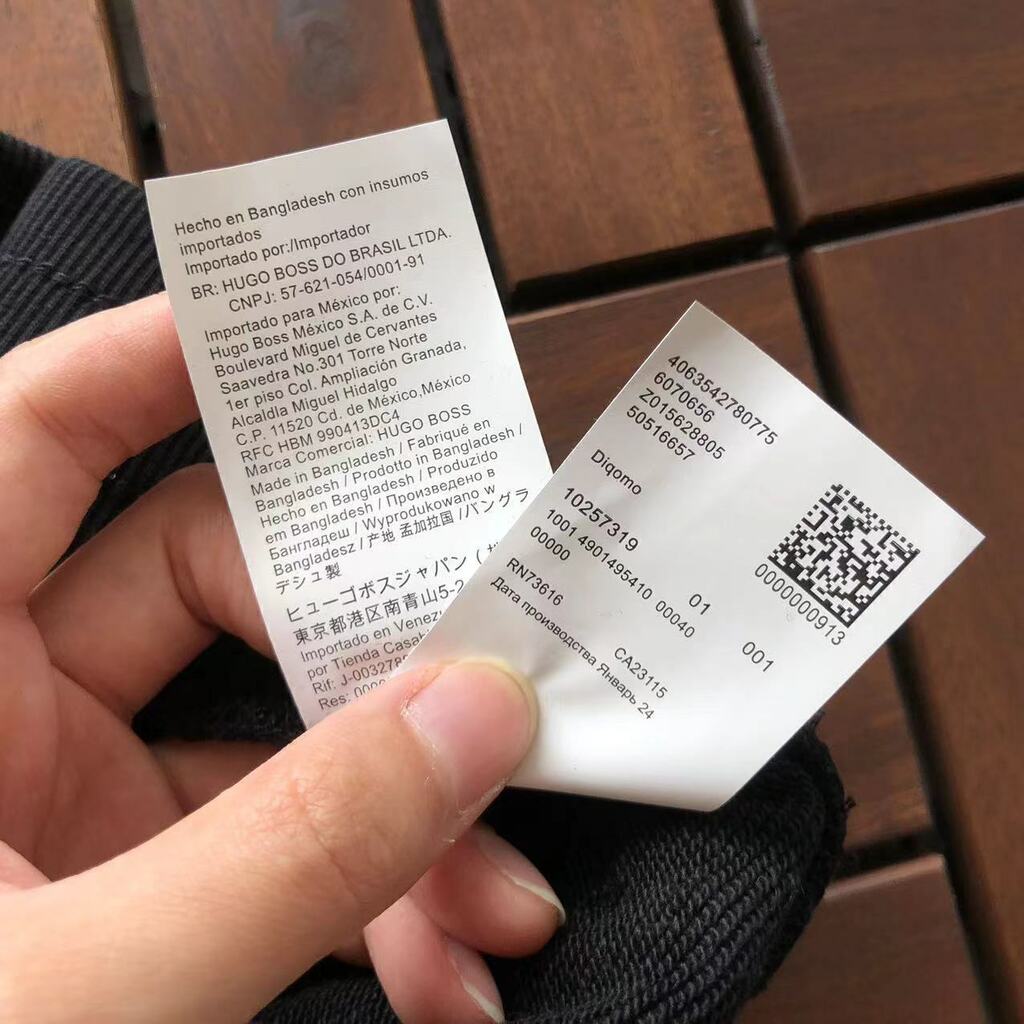 Hecho en Bangladesh con insumos
importados
Importado por:/Importador
BR: HUGO BOSS DO BRASIL LTDA.
CNPJ: 57-621-054/0001-91
Importado para México por:
Hugo Boss México S.A. de C.V.
Boulevard Miguel de Cervantes
Saavedra No.301 Torre Norte
1er piso Col. Ampliación Granada,
Alcaldla Miguel Hidalgo
C.P. 11520 Cd. de México,México
RFC HBM 990413DC4
Marca Comercial: HUGO BOSS
Made in Bangladesh / Fabriqué en
Bangladesh / Prodotto in Bangladesh /
Hecho en Bangladesh / Produzido
em Bangladesh / Произведено в
Бангладеш / Wyprodukowano w
Bangladesz / 产地 孟加拉国 /バングラ
デシュ製
ヒューゴボスジャパン (
東京都港区南青山5-2
Imported in
por Tienda
Rif:
Res:
4063542780775
6070656
Z015628805
50516657
Diqomo
10257319
01
1001 4901495410 00040
00000
001
RN73616
CA23115
Дата производства Январь 24
0000000913